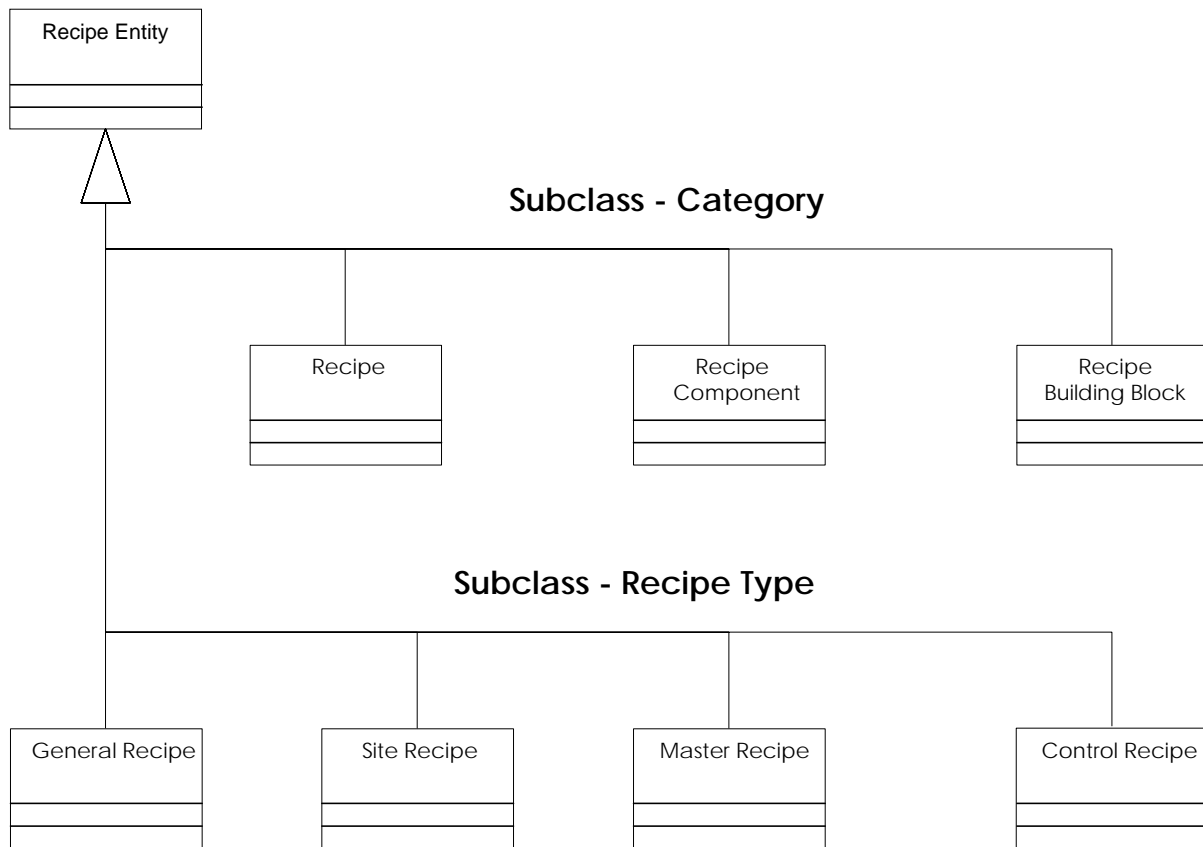 Recipe Entity
Subclass - Category
Recipe
Recipe
Component
Recipe
Building Block
Subclass - Recipe Type
General Recipe
Site Recipe
Master Recipe
Control Recipe